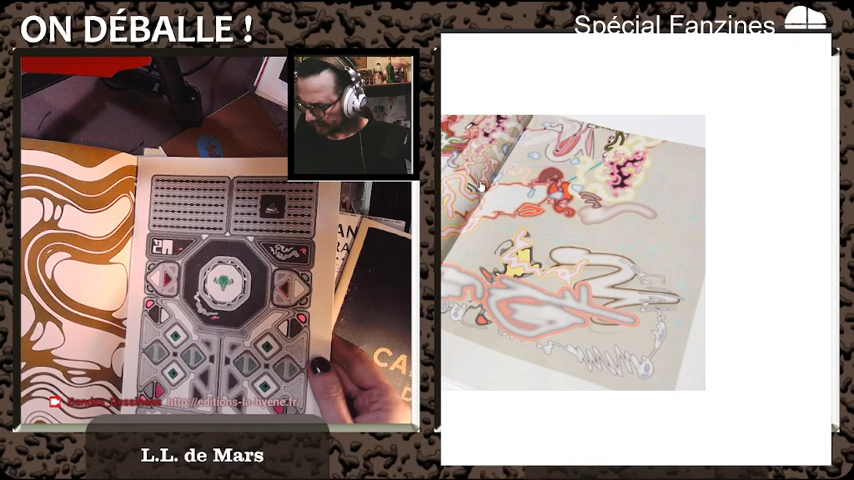 ON DÉBALLE !
Spécial Fanzines
http://editions-la-hyene.fr/
L.L. de Mars